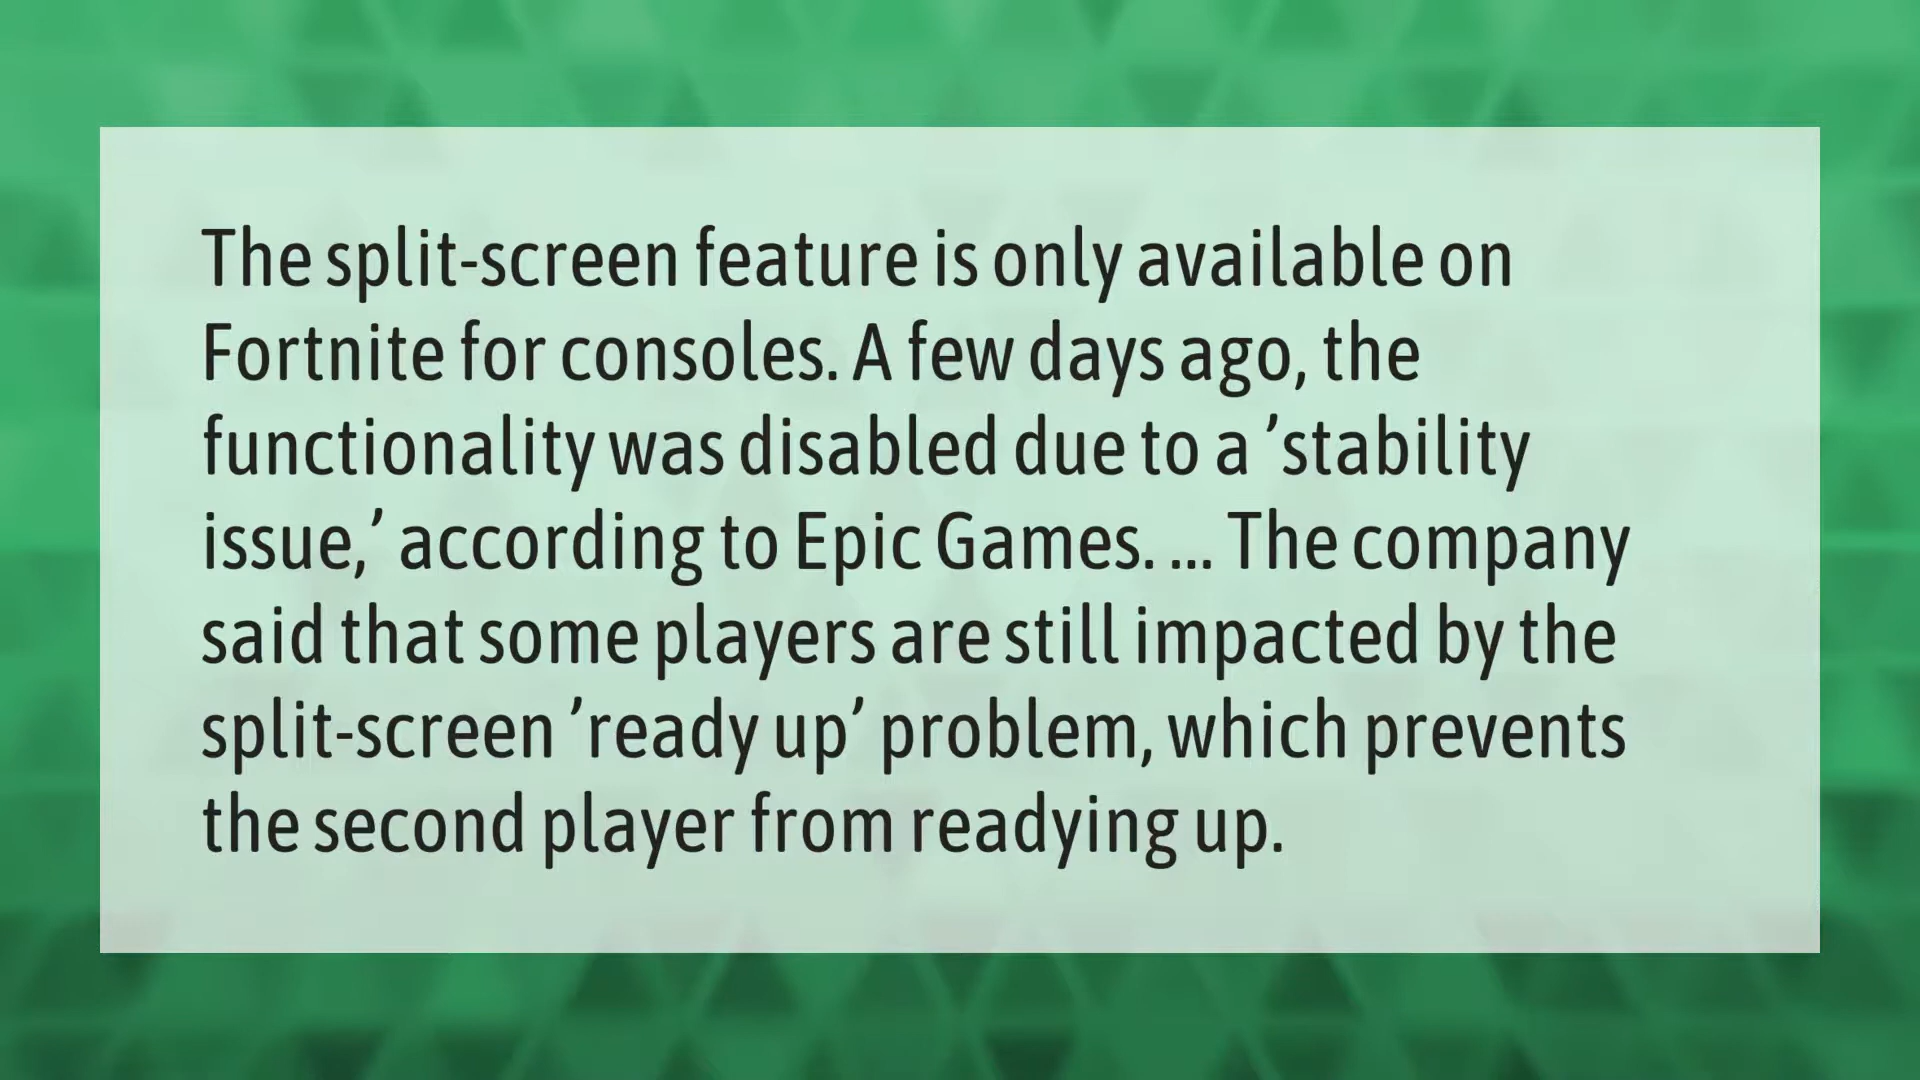 The split-screen feature is only available on
Fortnite for consoles. A few days ago, the
functionality was disabled due to a ’stability
issue,’ according to Epic Games. ... The company
said that some players are still impacted by the
split-screen ’ready up’ problem, which prevents
the second player from readying up.